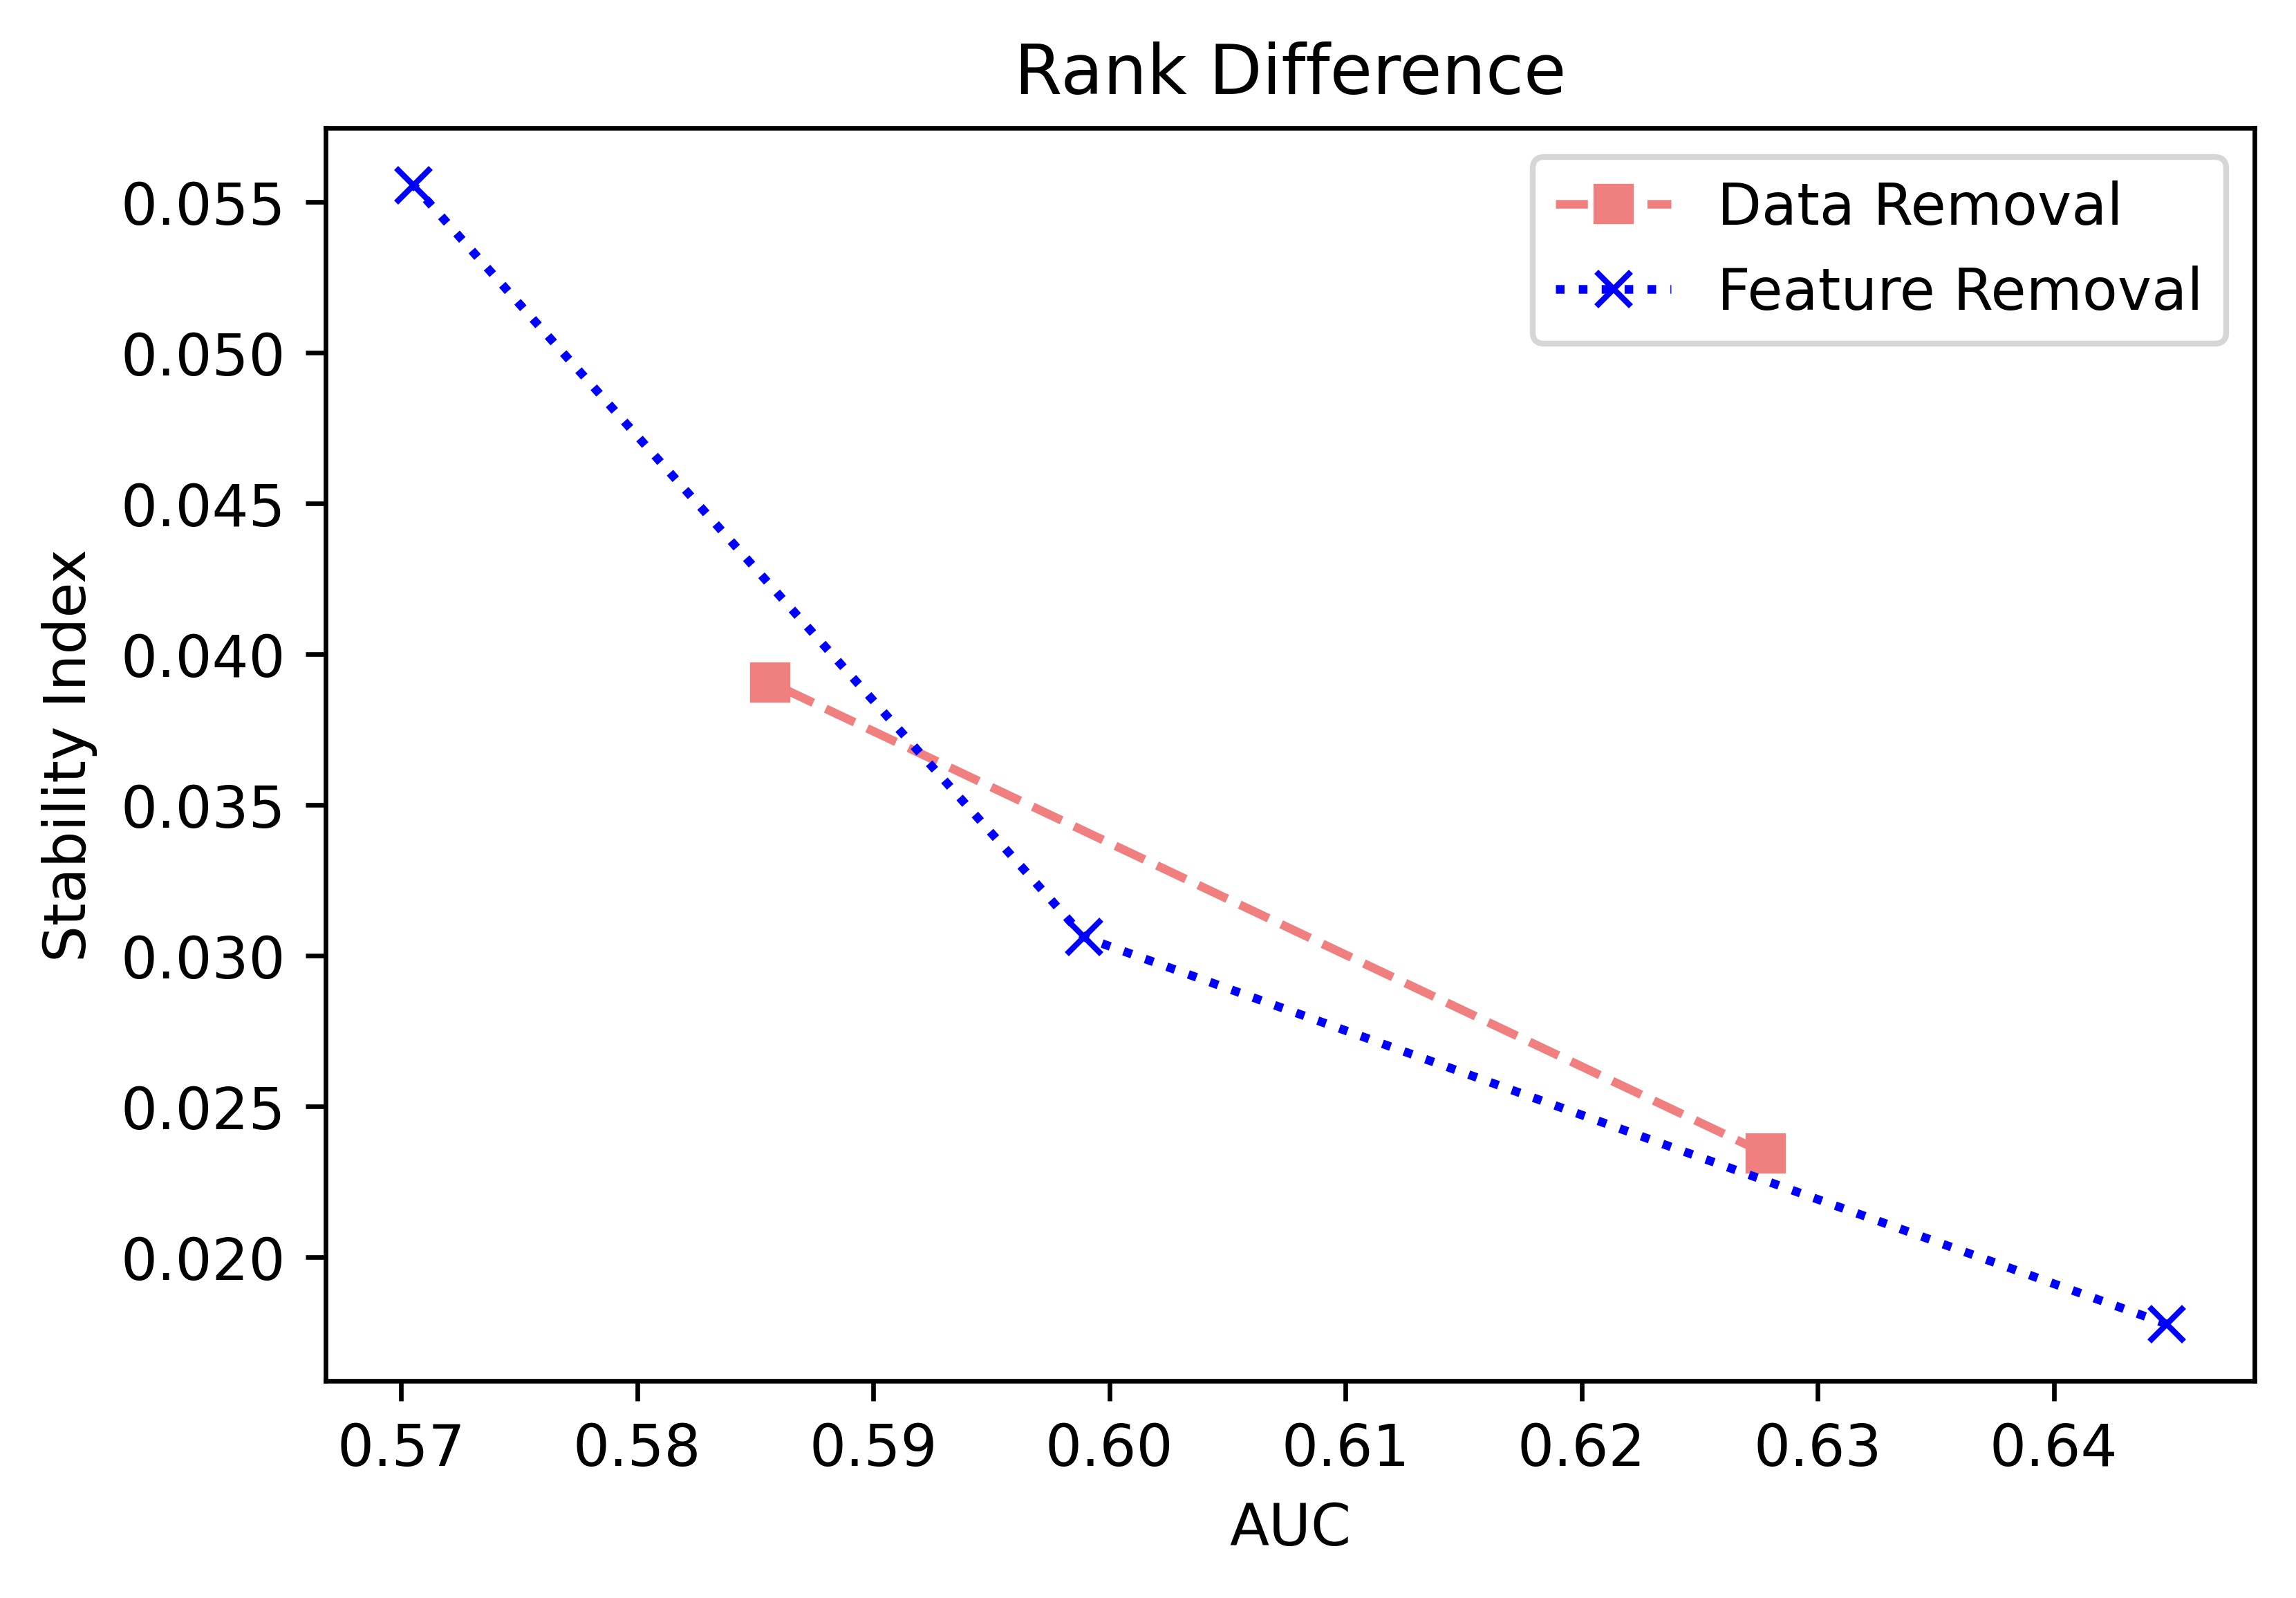 Rank Difference
Data Removal
Feature Removal
Stability Index
0.055
0.050
0.045
0.040
0.035
0.030
0.025
0.020
0.57 0.58 0.59 0.60 0.61 0.62 0.63 0.64
AUC